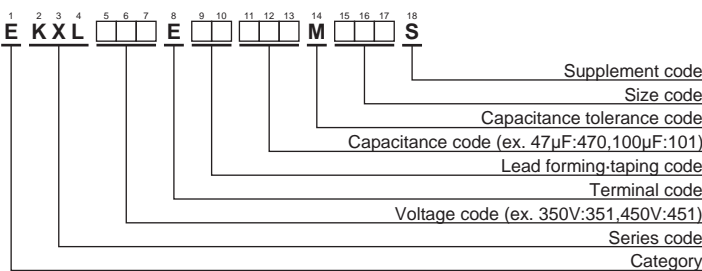 1 2 3 4 5 6 7 8 9 10 11 12 13 14 15 16 17 18
E K X L E M S
Supplement code
Size code
Capacitance tolerance code
Capacitance code (ex. 47μF:470,100μF:101)
Lead forming·taping code
Terminal code
Voltage code (ex. 350V:351,450V:451)
Series code
Category